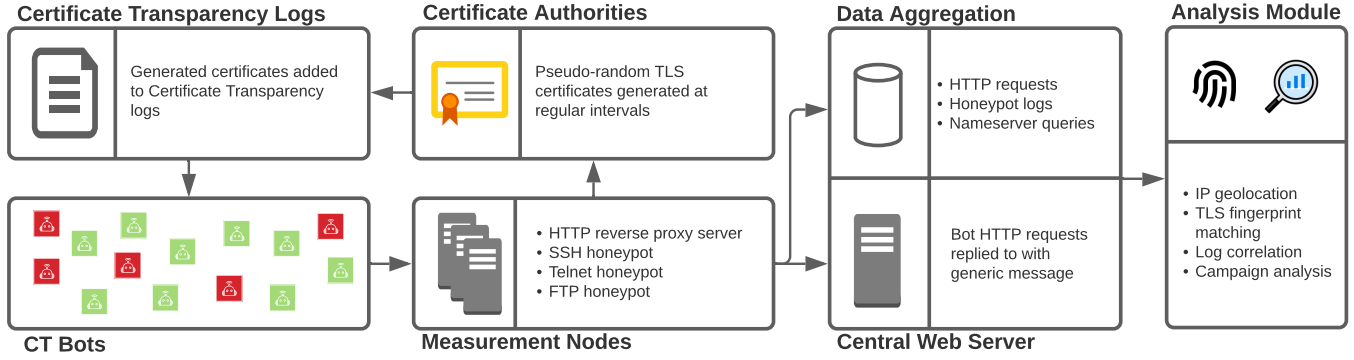 Certificate Transparency Logs
Generated certificates added
to Certificate Transparency
logs
Certificate Authorities
Pseudo-random TLS
certificates generated at
regular intervals
Data Aggregation
• HTTP requests
• Honeypot logs
• Nameserver queries
Analysis Module
• IP geolocation
• TLS fingerprint
matching
• Log correlation
• Campaign analysis
CT Bots
• HTTP reverse proxy server
• SSH honeypot
• Telnet honeypot
• FTP honeypot
Measurement Nodes
Bot HTTP requests
replied to with
generic message
Central Web Server